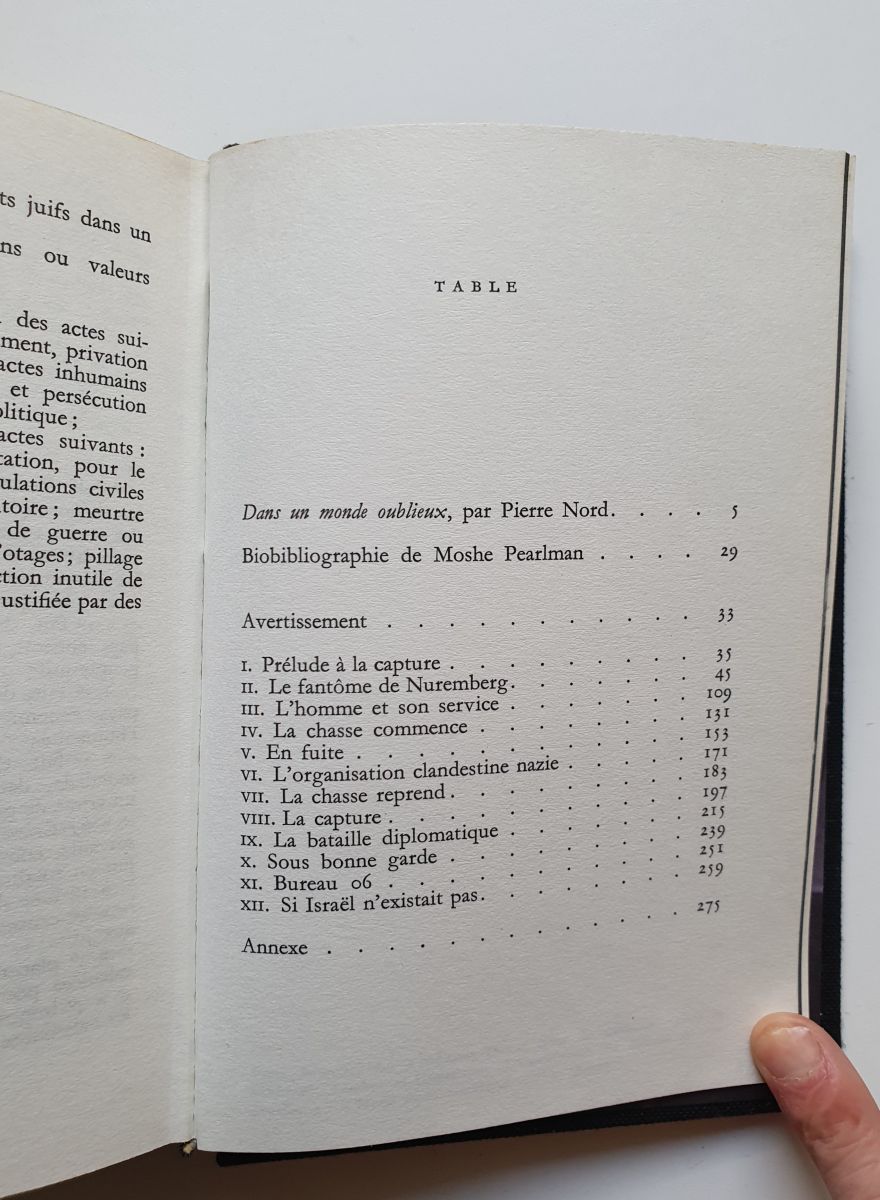 ts juifs dans un
ns ou valeurs
des actes sui-
ment, privation
actes inhumains
et persécution
olitique;
actes suivants :
tation, pour le
ulations civiles
toire; meurtre
de guerre ou
'otages; pillage
ction inutile de
ustifiée par des
TABLE
Dans un monde oublieux, par Pierre Nord. . . . 5
Biobibliographie de Moshe Pearlman . . . 29
Avertissement . . . . . . . . . 33
I. Prélude à la capture . . . . . . . 35
II. Le fantôme de Nuremberg. . . . . . 45
III. L'homme et son service . . . . . . 109
IV. La chasse commence . . . . . . 131
V. En fuite . . . . . . . . . 153
VI. L'organisation clandestine nazie . . . . 171
VII. La chasse reprend . . . . . . . 183
VIII. La capture . . . . . . . . 197
IX. La bataille diplomatique . . . . . . 215
X. Sous bonne garde . . . . . . . 239
XI. Bureau 06 . . . . . . . . 251
XII. Si Israël n'existait pas. . . . . . . 259
Annexe . . . . . . . . . . 275